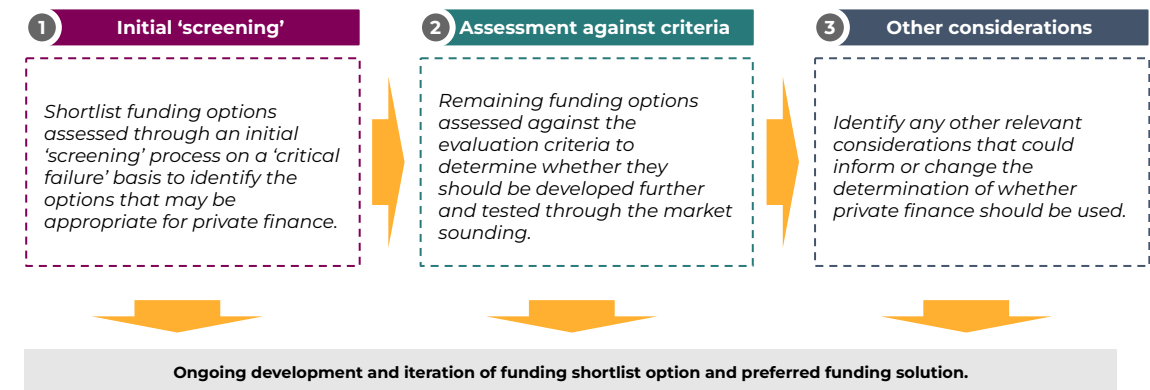 1 Initial ‘screening’
Shortlist funding options
assessed through an initial
‘screening’ process on a ‘critical
failure’ basis to identify the
options that may be
appropriate for private finance.
2 Assessment against criteria
Remaining funding options
assessed against the
evaluation criteria to
determine whether they
should be developed further
and tested through the market
sounding.
3 Other considerations
Identify any other relevant
considerations that could
inform or change the
determination of whether
private finance should be used.
Ongoing development and iteration of funding shortlist option and preferred funding solution.